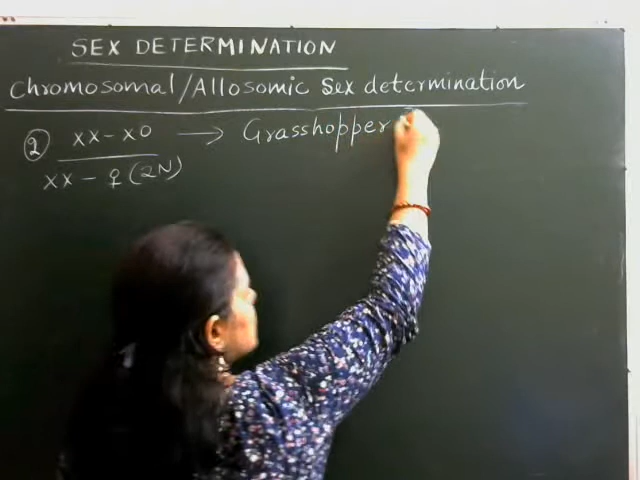 SEX DETERMINATION
Chromosomal/Allosomic Sex determination
② XX-XO → Grasshopper
XX - ♀ (2N)